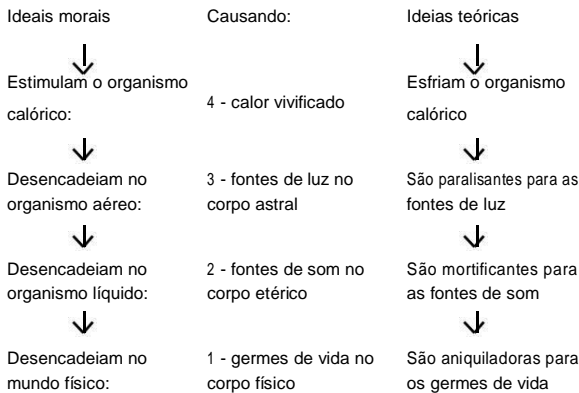 Ideais morais
Causando:
Ideias teóricas
Estimulam o organismo
calórico:
4 - calor vivificado
Esfriam o organismo
calórico
Desencadeiam no
organismo aéreo:
3 - fontes de luz no
corpo astral
São paralisantes para as
fontes de luz
Desencadeiam no
organismo líquido:
2 - fontes de som no
corpo etérico
São mortificantes para
as fontes de som
Desencadeiam no
mundo físico:
1 - germes de vida no
corpo físico
São aniquiladoras para
os germes de vida